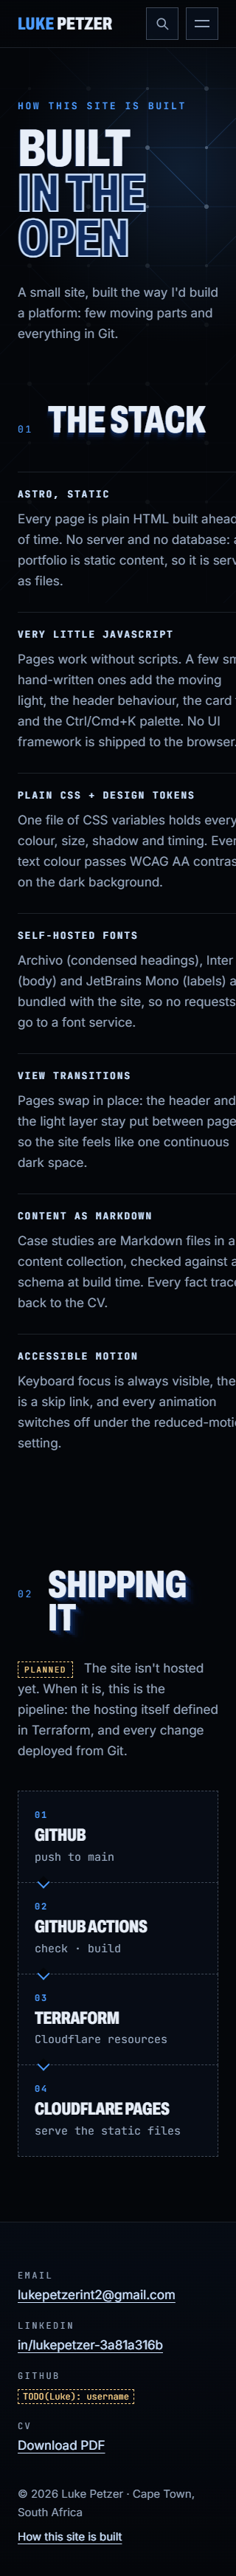 LUKE PETZER
HOW THIS SITE IS BUILT
BUILT
IN THE
OPEN
A small site, built the way I'd build
a platform: few moving parts and
everything in Git.
01 THE STACK
ASTRO, STATIC
Every page is plain HTML built ahead
of time. No server and no database: a
portfolio is static content, so it is serv
as files.
VERY LITTLE JAVASCRIPT
Pages work without scripts. A few sm
hand-written ones add the moving
light, the header behaviour, the card
and the Ctrl/Cmd+K palette. No UI
framework is shipped to the browser.
PLAIN CSS + DESIGN TOKENS
One file of CSS variables holds every
colour, size, shadow and timing. Ever
text colour passes WCAG AA contras
on the dark background.
SELF-HOSTED FONTS
Archivo (condensed headings), Inter
(body) and JetBrains Mono (labels) a
bundled with the site, so no requests
go to a font service.
VIEW TRANSITIONS
Pages swap in place: the header and
the light layer stay put between page
so the site feels like one continuous
dark space.
CONTENT AS MARKDOWN
Case studies are Markdown files in a
content collection, checked against a
schema at build time. Every fact trac
back to the CV.
ACCESSIBLE MOTION
Keyboard focus is always visible, the
is a skip link, and every animation
switches off under the reduced-motio
setting.
02 SHIPPING
IT
PLANNED The site isn't hosted
yet. When it is, this is the
pipeline: the hosting itself defined
in Terraform, and every change
deployed from Git.
01
GITHUB
push to main
02
GITHUB ACTIONS
check · build
03
TERRAFORM
Cloudflare resources
04
CLOUDFLARE PAGES
serve the static files
EMAIL
lukepetzerint2@gmail.com
LINKEDIN
in/lukepetzer-3a81a316b
GITHUB
TODO(Luke): username
CV
Download PDF
© 2026 Luke Petzer · Cape Town,
South Africa
How this site is built